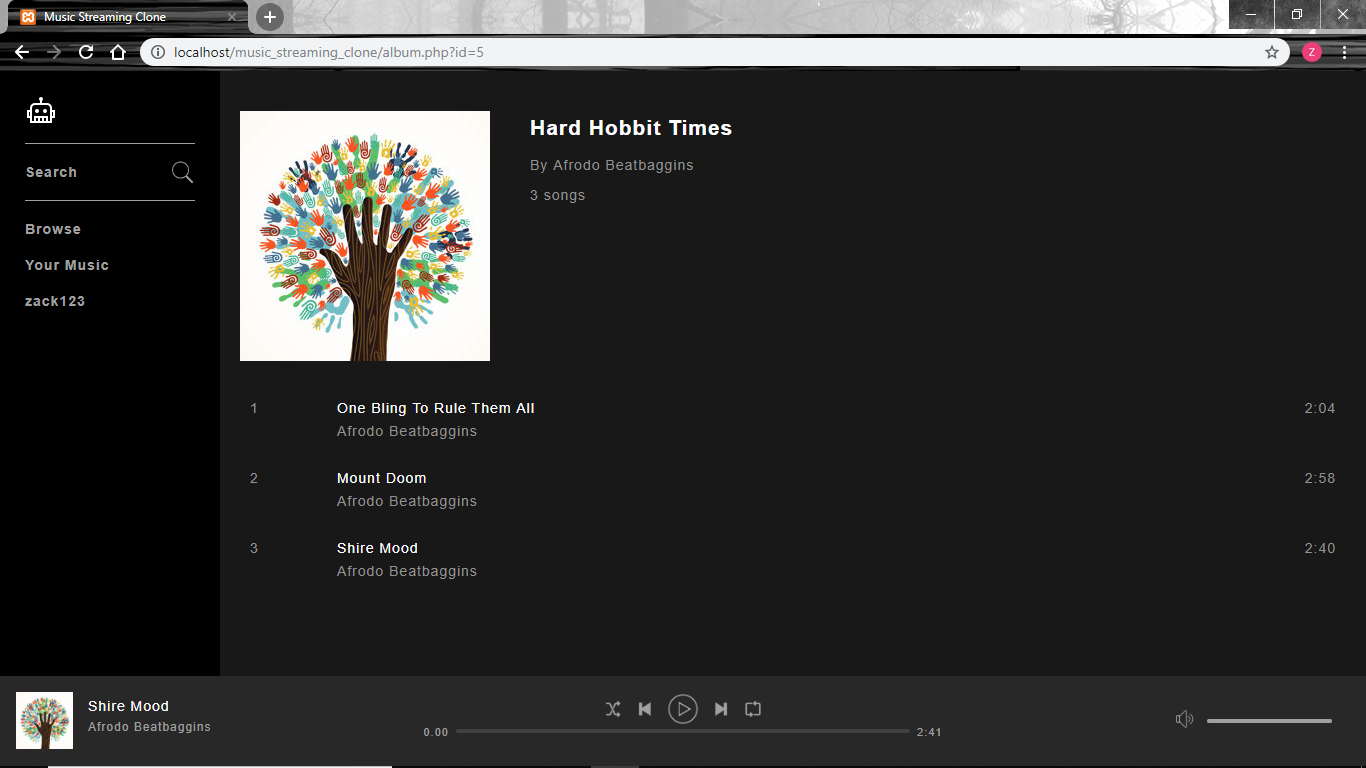 Music Streaming Clone
localhost/music_streaming_clone/album.php?id=5
Z
Search
Browse
Your Music
zack123
Hard Hobbit Times
By Afrodo Beatbaggins
3 songs
1 One Bling To Rule Them All 2:04
Afrodo Beatbaggins
2 Mount Doom 2:58
Afrodo Beatbaggins
3 Shire Mood 2:40
Afrodo Beatbaggins
Shire Mood
Afrodo Beatbaggins
0.00 2:41